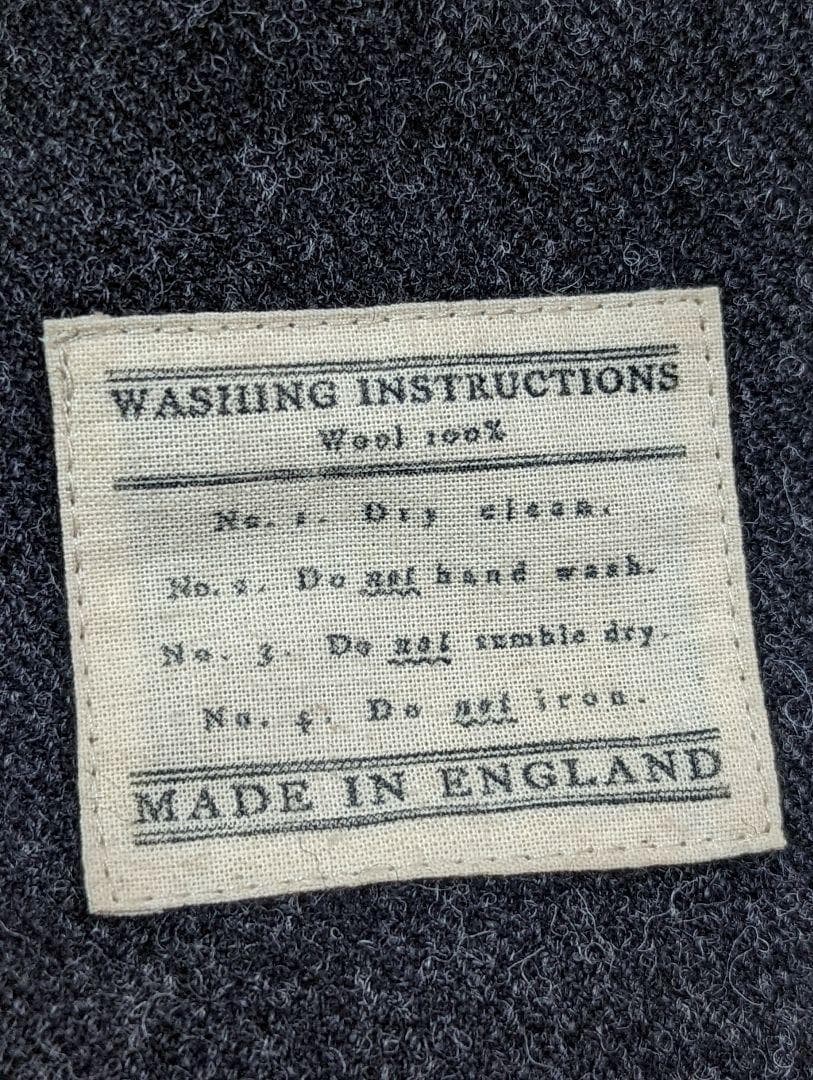 WASHING INSTRUCTIONS
Wool 100%
No. 1. Dry clean.
No. 2. Do not hand wash.
No. 3. Do not tumble dry.
No. 4. Do not iron.
MADE IN ENGLAND